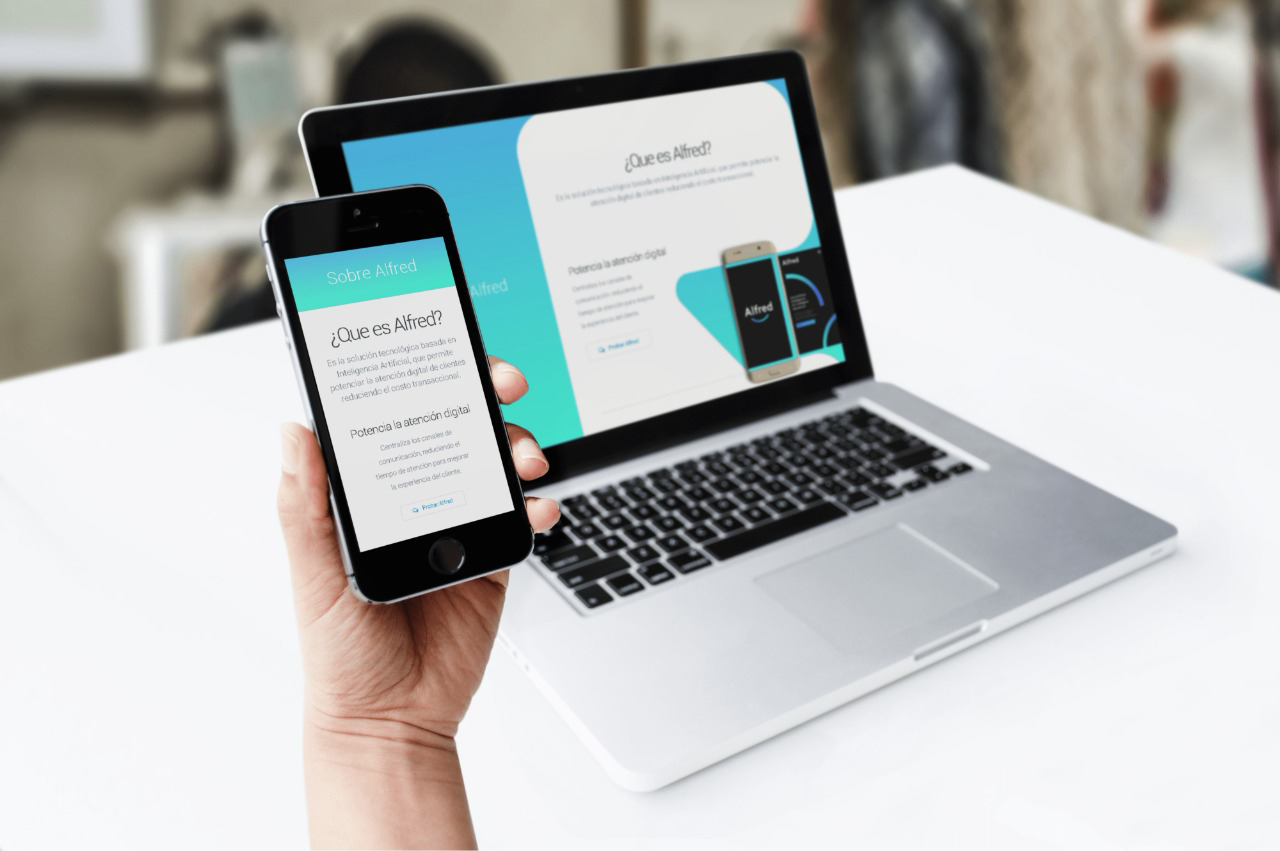 Sobre Alfred
¿Que es Alfred?
Es la solución tecnológica basada en
Inteligencia Artificial, que permite
potenciar la atención digital de clientes
reduciendo el costo transaccional.
Potencia la atención digital
Centraliza los canales de
comunicación, reduciendo el
tiempo de atención para mejorar
la experiencia del cliente.
Probar Alfred
Alfred
¿Que es Alfred?
Es la solución tecnológica basada en Inteligencia Artificial, que permite potenciar la
atención digital de clientes reduciendo el costo transaccional.
Potencia la atención digital
Centraliza los canales de
comunicación reduciendo el
tiempo de atención para mejorar
la experiencia del cliente.
Probar Alfred
Alfred
Alfred